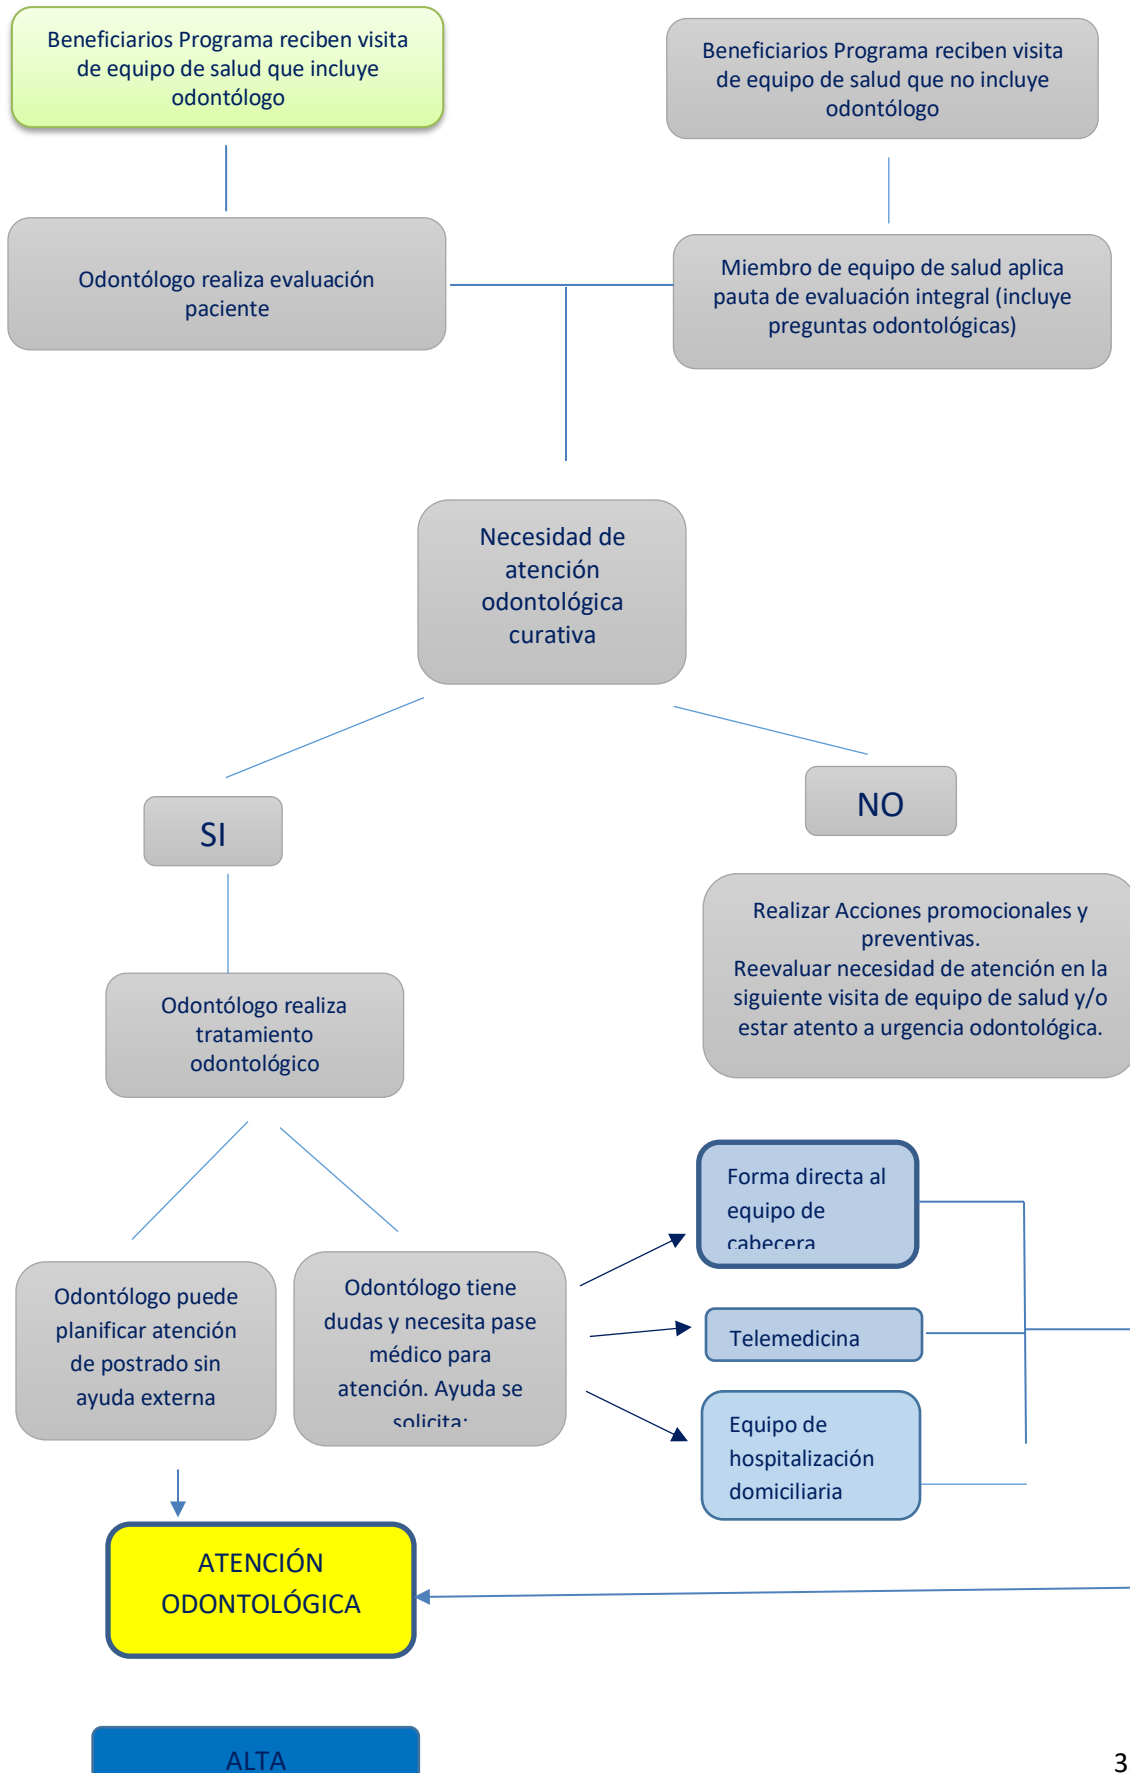 Beneficiarios Programa reciben visita
de equipo de salud que incluye
odontólogo
Beneficiarios Programa reciben visita
de equipo de salud que no incluye
odontólogo
Odontólogo realiza evaluación
paciente
Miembro de equipo de salud aplica
pauta de evaluación integral (incluye
preguntas odontológicas)
Necesidad de
atención
odontológica
curativa
SI
NO
Realizar Acciones promocionales y
preventivas.
Reevaluar necesidad de atención en la
siguiente visita de equipo de salud y/o
estar atento a urgencia odontológica.
Odontólogo realiza
tratamiento
odontológico
Odontólogo puede
planificar atención
de postrado sin
ayuda externa
Odontólogo tiene
dudas y necesita pase
médico para
atención. Ayuda se
solicita:
Forma directa al
equipo de
cabecera
Telemedicina
Equipo de
hospitalización
domiciliaria
ATENCIÓN
ODONTOLÓGICA
ALTA
3